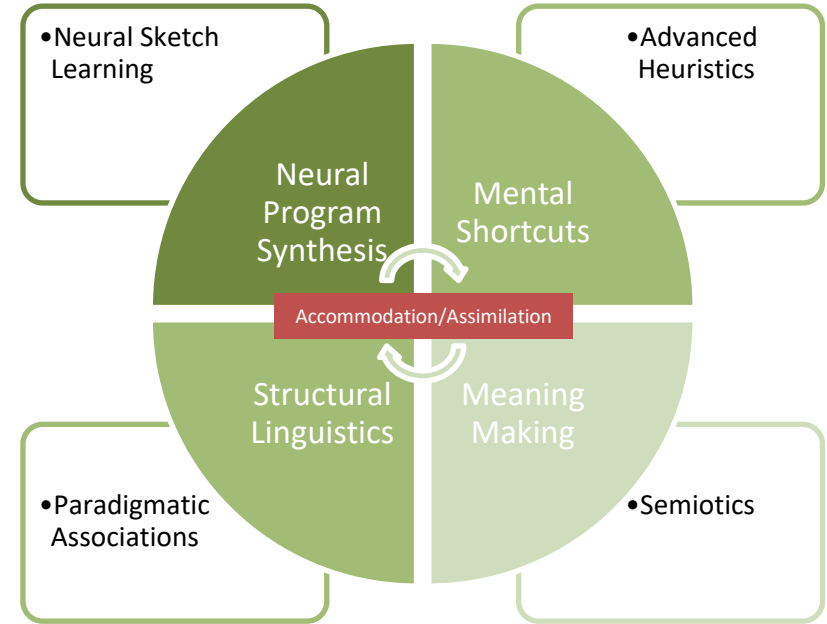 •Neural Sketch
Learning
•Advanced
Heuristics
Neural
Program
Synthesis
Mental
Shortcuts
Accommodation/Assimilation
Structural
Linguistics
Meaning
Making
•Paradigmatic
Associations
•Semiotics